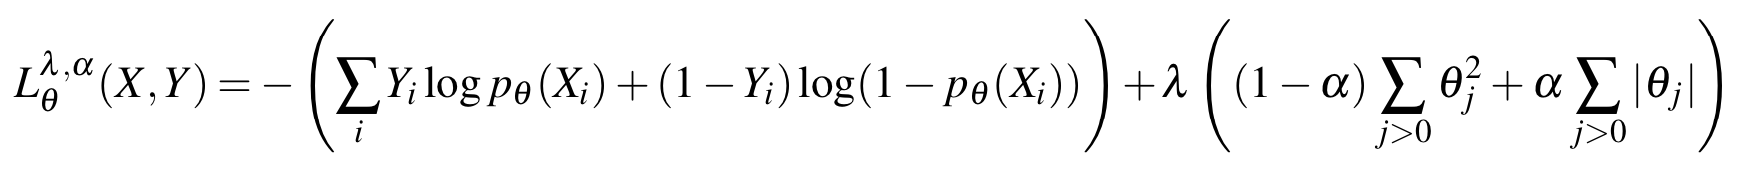 L_θ^{λ,α}(X,Y) = −(∑_i Y_i log p_θ(X_i) + (1 − Y_i) log(1 − p_θ(X_i))) + λ((1 − α) ∑_{j>0} θ_j^2 + α ∑_{j>0} |θ_j|)